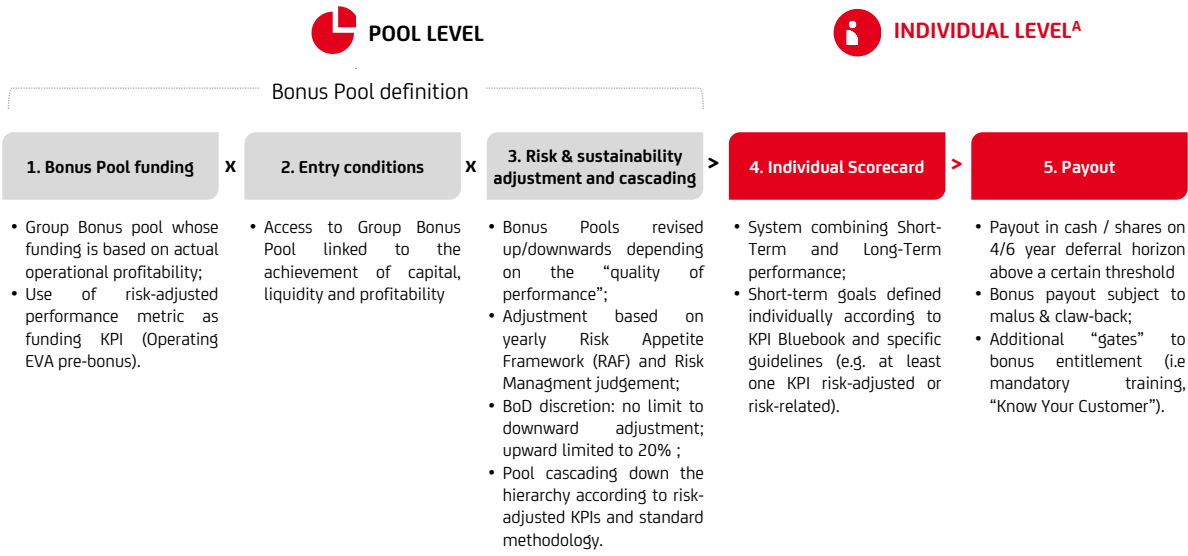 POOL LEVEL
INDIVIDUAL LEVELA
Bonus Pool definition
1. Bonus Pool funding
X
2. Entry conditions
X
3. Risk & sustainability
adjustment and cascading
>
4. Individual Scorecard
>
5. Payout
• Group Bonus pool whose
funding is based on actual
operational profitability;
• Use of risk-adjusted
performance metric as
funding KPI (Operating
EVA pre-bonus).
• Access to Group Bonus
Pool linked to the
achievement of capital,
liquidity and profitability
• Bonus Pools revised
up/downwards depending
on the “quality of
performance”;
• Adjustment based on
yearly Risk Appetite
Framework (RAF) and Risk
Managment judgement;
• BoD discretion: no limit to
downward adjustment;
upward limited to 20% ;
• Pool cascading down the
hierarchy according to risk-
adjusted KPIs and standard
methodology.
• System combining Short-
Term and Long-Term
performance;
• Short-term goals defined
individually according to
KPI Bluebook and specific
guidelines (e.g. at least
one KPI risk-adjusted or
risk-related).
• Payout in cash / shares on
4/6 year deferral horizon
above a certain threshold
• Bonus payout subject to
malus & claw-back;
• Additional “gates” to
bonus entitlement (i.e
mandatory training,
“Know Your Customer”).